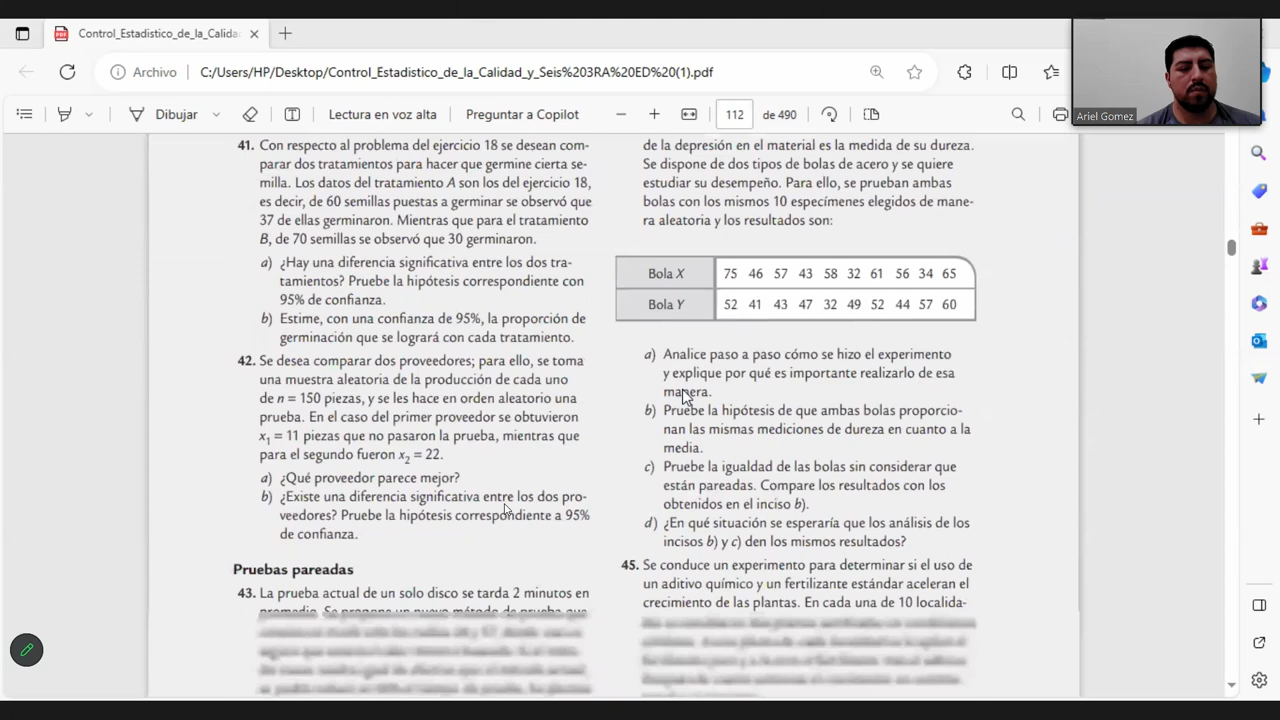 Control_Estadistico_de_la_Calida
Archivo C:/Users/HP/Desktop/Control_Estadistico_de_la_Calidad_y_Seis%203RA%20ED%20(1).pdf
Dibujar Lectura en voz alta Preguntar a Copilot 112 de 490
Ariel Gomez
41. Con respecto al problema del ejercicio 18 se desean com-
parar dos tratamientos para hacer que germine cierta se-
milla. Los datos del tratamiento A son los del ejercicio 18,
es decir, de 60 semillas puestas a germinar se observó que
37 de ellas germinaron. Mientras que para el tratamiento
B, de 70 semillas se observó que 30 germinaron.
a) ¿Hay una diferencia significativa entre los dos tra-
tamientos? Pruebe la hipótesis correspondiente con
95% de confianza.
b) Estime, con una confianza de 95%, la proporción de
germinación que se logrará con cada tratamiento.
42. Se desea comparar dos proveedores; para ello, se toma
una muestra aleatoria de la producción de cada uno
de n = 150 piezas, y se les hace en orden aleatorio una
prueba. En el caso del primer proveedor se obtuvieron
x₁ = 11 piezas que no pasaron la prueba, mientras que
para el segundo fueron x₂ = 22.
a) ¿Qué proveedor parece mejor?
b) ¿Existe una diferencia significativa entre los dos pro-
veedores? Pruebe la hipótesis correspondiente a 95%
de confianza.
Pruebas pareadas
43. La prueba actual de un solo disco se tarda 2 minutos en
promedio. Se propone un nuevo método de prueba que
de la depresión en el material es la medida de su dureza.
Se dispone de dos tipos de bolas de acero y se quiere
estudiar su desempeño. Para ello, se prueban ambas
bolas con los mismos 10 especímenes elegidos de mane-
ra aleatoria y los resultados son:
Bola X 75 46 57 43 58 32 61 56 34 65
Bola Y 52 41 43 47 32 49 52 44 57 60
a) Analice paso a paso cómo se hizo el experimento
y explique por qué es importante realizarlo de esa
manera.
b) Pruebe la hipótesis de que ambas bolas proporcio-
nan las mismas mediciones de dureza en cuanto a la
media.
c) Pruebe la igualdad de las bolas sin considerar que
están pareadas. Compare los resultados con los
obtenidos en el inciso b).
d) ¿En qué situación se esperaría que los análisis de los
incisos b) y c) den los mismos resultados?
45. Se conduce un experimento para determinar si el uso de
un aditivo químico y un fertilizante estándar aceleran el
crecimiento de las plantas. En cada una de 10 localida-